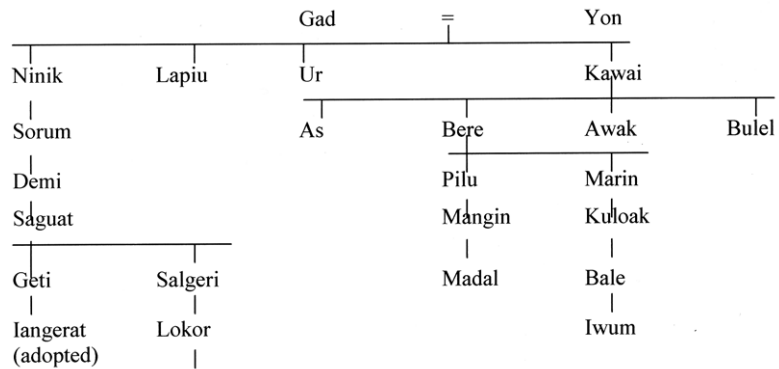 Gad = Yon
Ninik Lapiu Ur Kawai
Sorum As Bere Awak Bulel
Demi Pilu Marin
Saguat Mangin Kuloak
Geti Salgeri Madal Bale
Iangerat Lokor Iwum
(adopted)